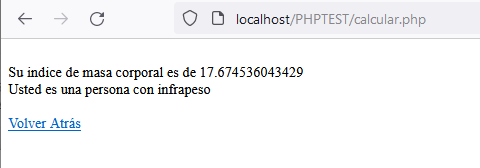 localhost/PHPTEST/calcular.php
Su indice de masa corporal es de 17.674536043429
Usted es una persona con infrapeso
Volver Atrás